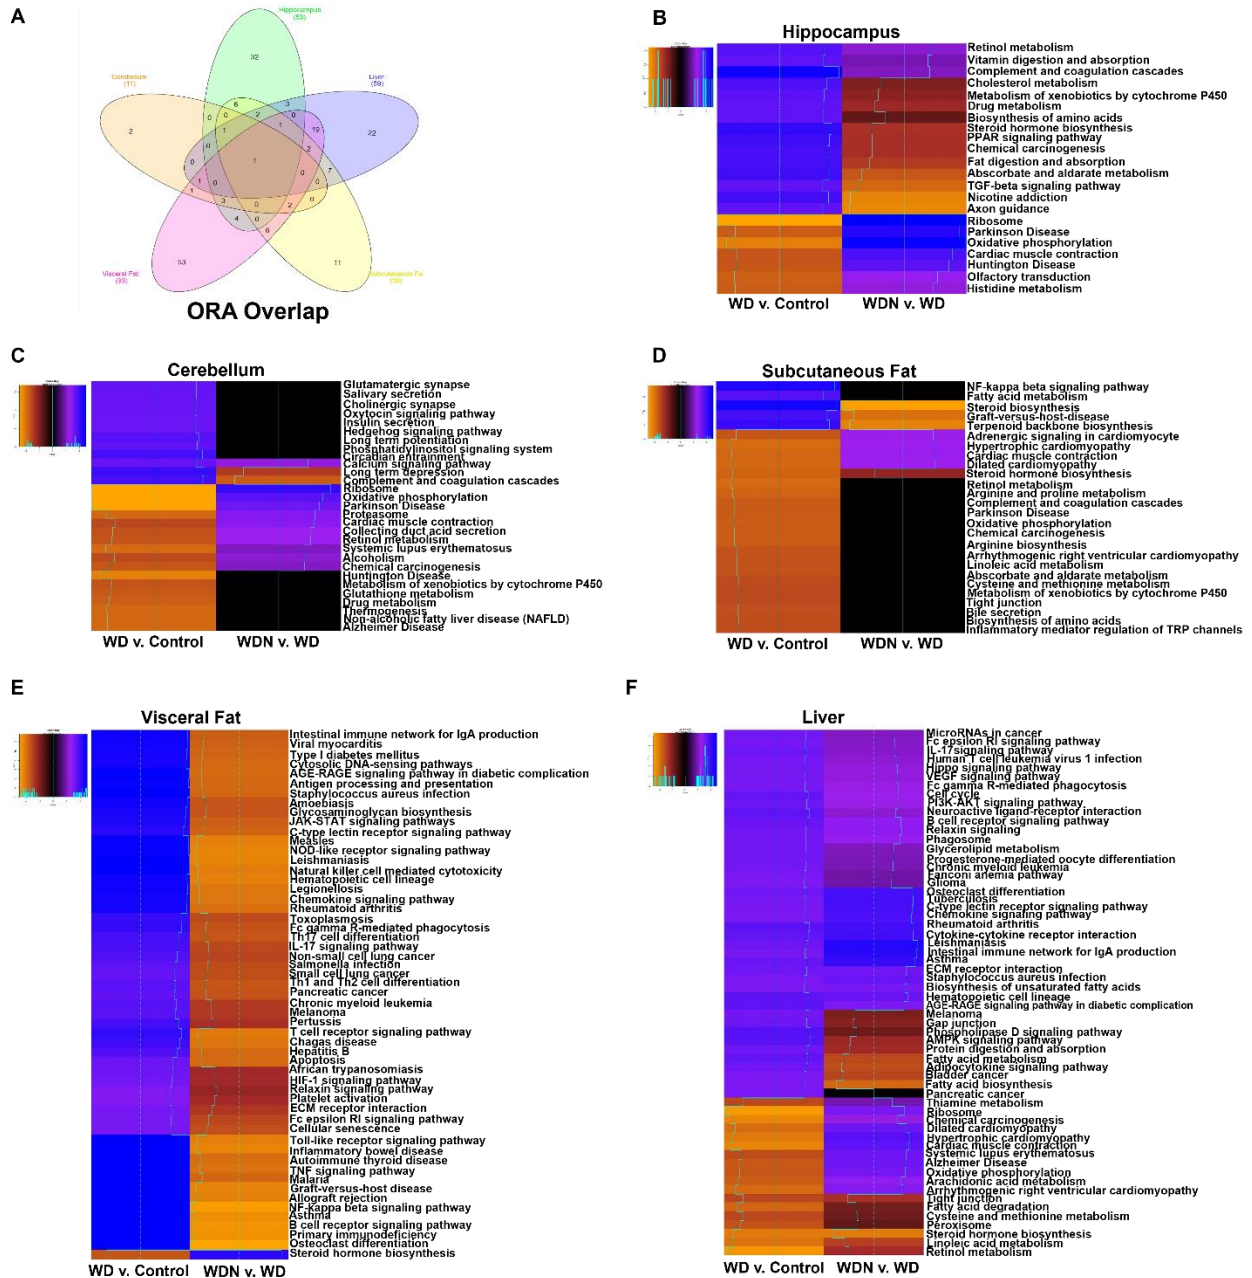 A
Hippocampus
(53)
Cerebellum
(11)
Liver
(59)
32
6
3
0
0
2
0
1
1
19
22
2
2
0
1
7
0
0
1
0
0
1
3
0
2
0
4
0
6
53
11
Visceral Fat
Subcutaneous Fa
ORA Overlap
B
Hippocampus
Retinol metabolism
Vitamin digestion and absorption
Complement and coagulation cascades
Cholesterol metabolism
Metabolism of xenobiotics by cytochrome P450
Drug metabolism
Biosynthesis of amino acids
Steroid hormone biosynthesis
PPAR signaling pathway
Chemical carcinogenesis
Fat digestion and absorption
Abscorbate and aldarate metabolism
TGF-beta signaling pathway
Nicotine addiction
Axon guidance
Ribosome
Parkinson Disease
Oxidative phosphorylation
Cardiac muscle contraction
Huntington Disease
Olfactory transduction
Histidine metabolism
WD v. Control WDN v. WD
C
Cerebellum
Glutamatergic synapse
Salivary secretion
Cholinergic synapse
Oxytocin signaling pathway
Insulin secretion
Hedgehog signaling pathway
Long term potentiation
Phosphatidylinositol signaling system
Circadian entrainment
Calcium signaling pathway
Long term depression
Complement and coagulation cascades
Ribosome
Oxidative phosphorylation
Parkinson Disease
Proteasome
Cardiac muscle contraction
Collecting duct acid secretion
Retinol metabolism
Systemic lupus erythematosus
Alcoholism
Chemical carcinogenesis
Huntington Disease
Metabolism of xenobiotics by cytochrome P450
Glutathione metabolism
Drug metabolism
Thermogenesis
Non-alcoholic fatty liver disease (NAFLD)
Alzheimer Disease
WD v. Control WDN v. WD
D
Subcutaneous Fat
NF-kappa beta signaling pathway
Fatty acid metabolism
Steroid biosynthesis
Graft-versus-host-disease
Terpenoid backbone biosynthesis
Adrenergic signaling in cardiomyocyte
Hypertrophic cardiomyopathy
Cardiac muscle contraction
Dilated cardiomyopathy
Steroid hormone biosynthesis
Retinol metabolism
Arginine and proline metabolism
Complement and coagulation cascades
Parkinson Disease
Oxidative phosphorylation
Chemical carcinogenesis
Arginine biosynthesis
Arrhythmogenic right ventricular cardiomyopathy
Linoleic acid metabolism
Abscorbate and aldarate metabolism
Cysteine and methionine metabolism
Metabolism of xenobiotics by cytochrome P450
Tight junction
Bile secretion
Biosynthesis of amino acids
Inflammatory mediator regulation of TRP channels
WD v. Control WDN v. WD
E
Visceral Fat
Intestinal immune network for IgA production
Viral myocarditis
Type I diabetes mellitus
Cytosolic DNA-sensing pathways
AGE-RAGE signaling pathway in diabetic complication
Antigen processing and presentation
Staphylococcus aureus infection
Amoebiasis
Glycosaminoglycan biosynthesis
JAK-STAT signaling pathways
C-type lectin receptor signaling pathway
Measles
NOD-like receptor signaling pathway
Leishmaniasis
Natural killer cell mediated cytotoxicity
Hematopoietic cell lineage
Legionellosis
Chemokine signaling pathway
Rheumatoid arthritis
Toxoplasmosis
Fc gamma R-mediated phagocytosis
Th17 cell differentiation
IL-17 signaling pathway
Non-small cell lung cancer
Salmonella infection
Small cell lung cancer
Th1 and Th2 cell differentiation
Pancreatic cancer
Chronic myeloid leukemia
Melanoma
Pertussis
T cell receptor signaling pathway
Chagas disease
Hepatitis B
Apoptosis
African trypanosomiasis
HIF-1 signaling pathway
Relaxin signaling pathway
Platelet activation
ECM receptor interaction
Fc epsilon RI signaling pathway
Cellular senescence
Toll-like receptor signaling pathway
Inflammatory bowel disease
Autoimmune thyroid disease
TNF signaling pathway
Malaria
Graft-versus-host disease
Allograft rejection
NF-kappa beta signaling pathway
Asthma
B cell receptor signaling pathway
Primary immunodeficiency
Osteoclast differentiation
Steroid hormone biosynthesis
WD v. Control WDN v. WD
F
Liver
MicroRNAs in cancer
Fc epsilon RI signaling pathway
IL-17signaling pathway
Human T cell leukemia virus 1 infection
Hippo signaling pathway
VEGF signaling pathway
Fc gamma R-mediated phagocytosis
Cell cycle
PI3K-AKT signaling pathway
Neuroactive ligand-receptor interaction
B cell receptor signaling pathway
Relaxin signaling
Phagosome
Glycerolipid metabolism
Progesterone-mediated oocyte differentiation
Chronic myeloid leukemia
Fanconi anemia pathway
Glioma
Osteoclast differentiation
Tuberculosis
C-type lectin receptor signaling pathway
Chemokine signaling pathway
Rheumatoid arthritis
Cytokine-cytokine receptor interaction
Leishmaniasis
Intestinal immune network for IgA production
Asthma
ECM receptor interaction
Staphylococcus aureus infection
Biosynthesis of unsaturated fatty acids
Hematopoietic cell lineage
AGE-RAGE signaling pathway in diabetic complication
Melanoma
Gap junction
Phospholipase D signaling pathway
AMPK signaling pathway
Protein digestion and absorption
Fatty acid metabolism
Adipocytokine signaling pathway
Bladder cancer
Fatty acid biosynthesis
Pancreatic cancer
Thiamine metabolism
Ribosome
Chemical carcinogenesis
Dilated cardiomyopathy
Hypertrophic cardiomyopathy
Cardiac muscle contraction
Systemic lupus erythematosus
Alzheimer Disease
Oxidative phosphorylation
Arachidonic acid metabolism
Arrhythmogenic right ventricular cardiomyopathy
Tight junction
Fatty acid degradation
Cysteine and methionine metabolism
Peroxisome
Steroid hormone biosynthesis
Linoleic acid metabolism
Retinol metabolism
WD v. Control WDN v. WD